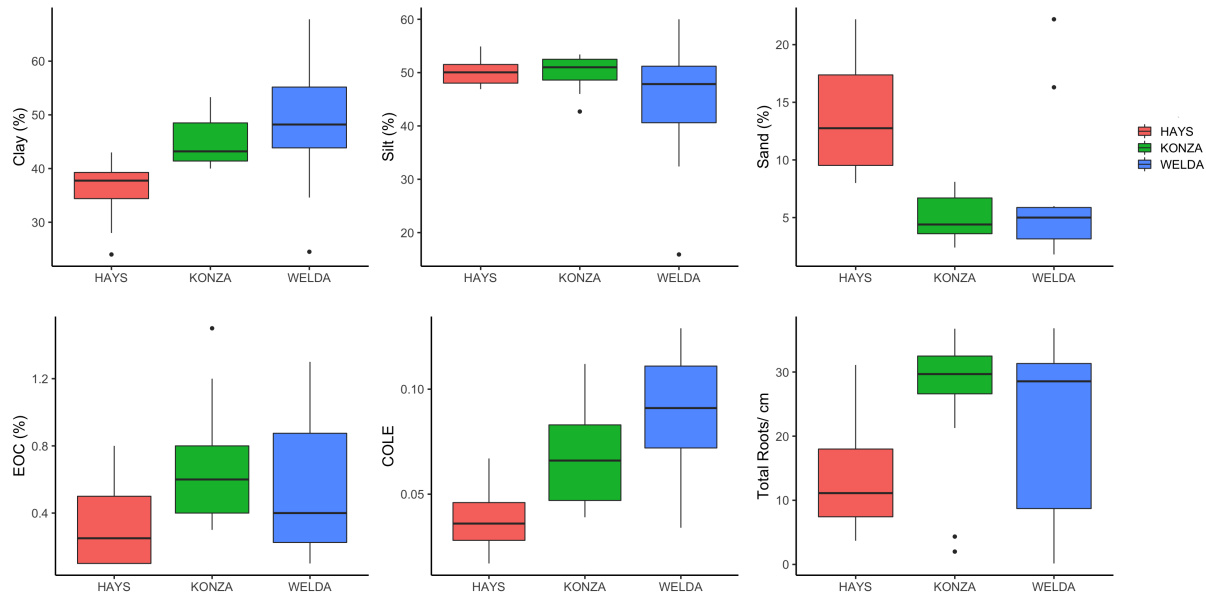 Clay (%)
60
50
40
30
HAYS KONZA WELDA
Silt (%)
60
50
40
30
20
HAYS KONZA WELDA
Sand (%)
20
15
10
5
HAYS KONZA WELDA
HAYS
KONZA
WELDA
EOC (%)
1.2
0.8
0.4
HAYS KONZA WELDA
COLE
0.10
0.05
HAYS KONZA WELDA
Total Roots/ cm
30
20
10
0
HAYS KONZA WELDA